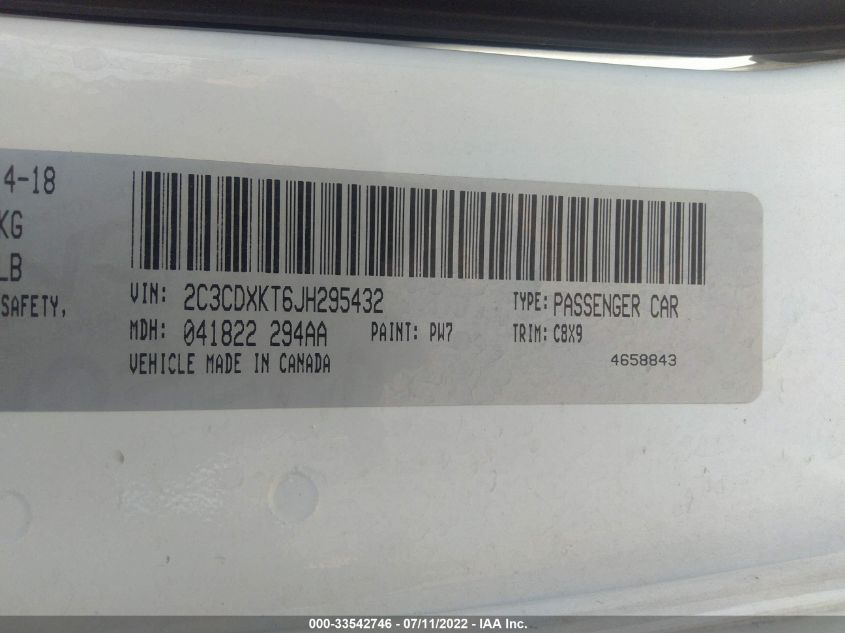 4-18
KG
LB
SAFETY,
VIN: 2C3CDXKT6JH295432 TYPE: PASSENGER CAR
MDH: 041822 294AA PAINT: PW7 TRIM: C8X9
VEHICLE MADE IN CANADA 4658843
000-33542746 - 07/11/2022 - IAA Inc.